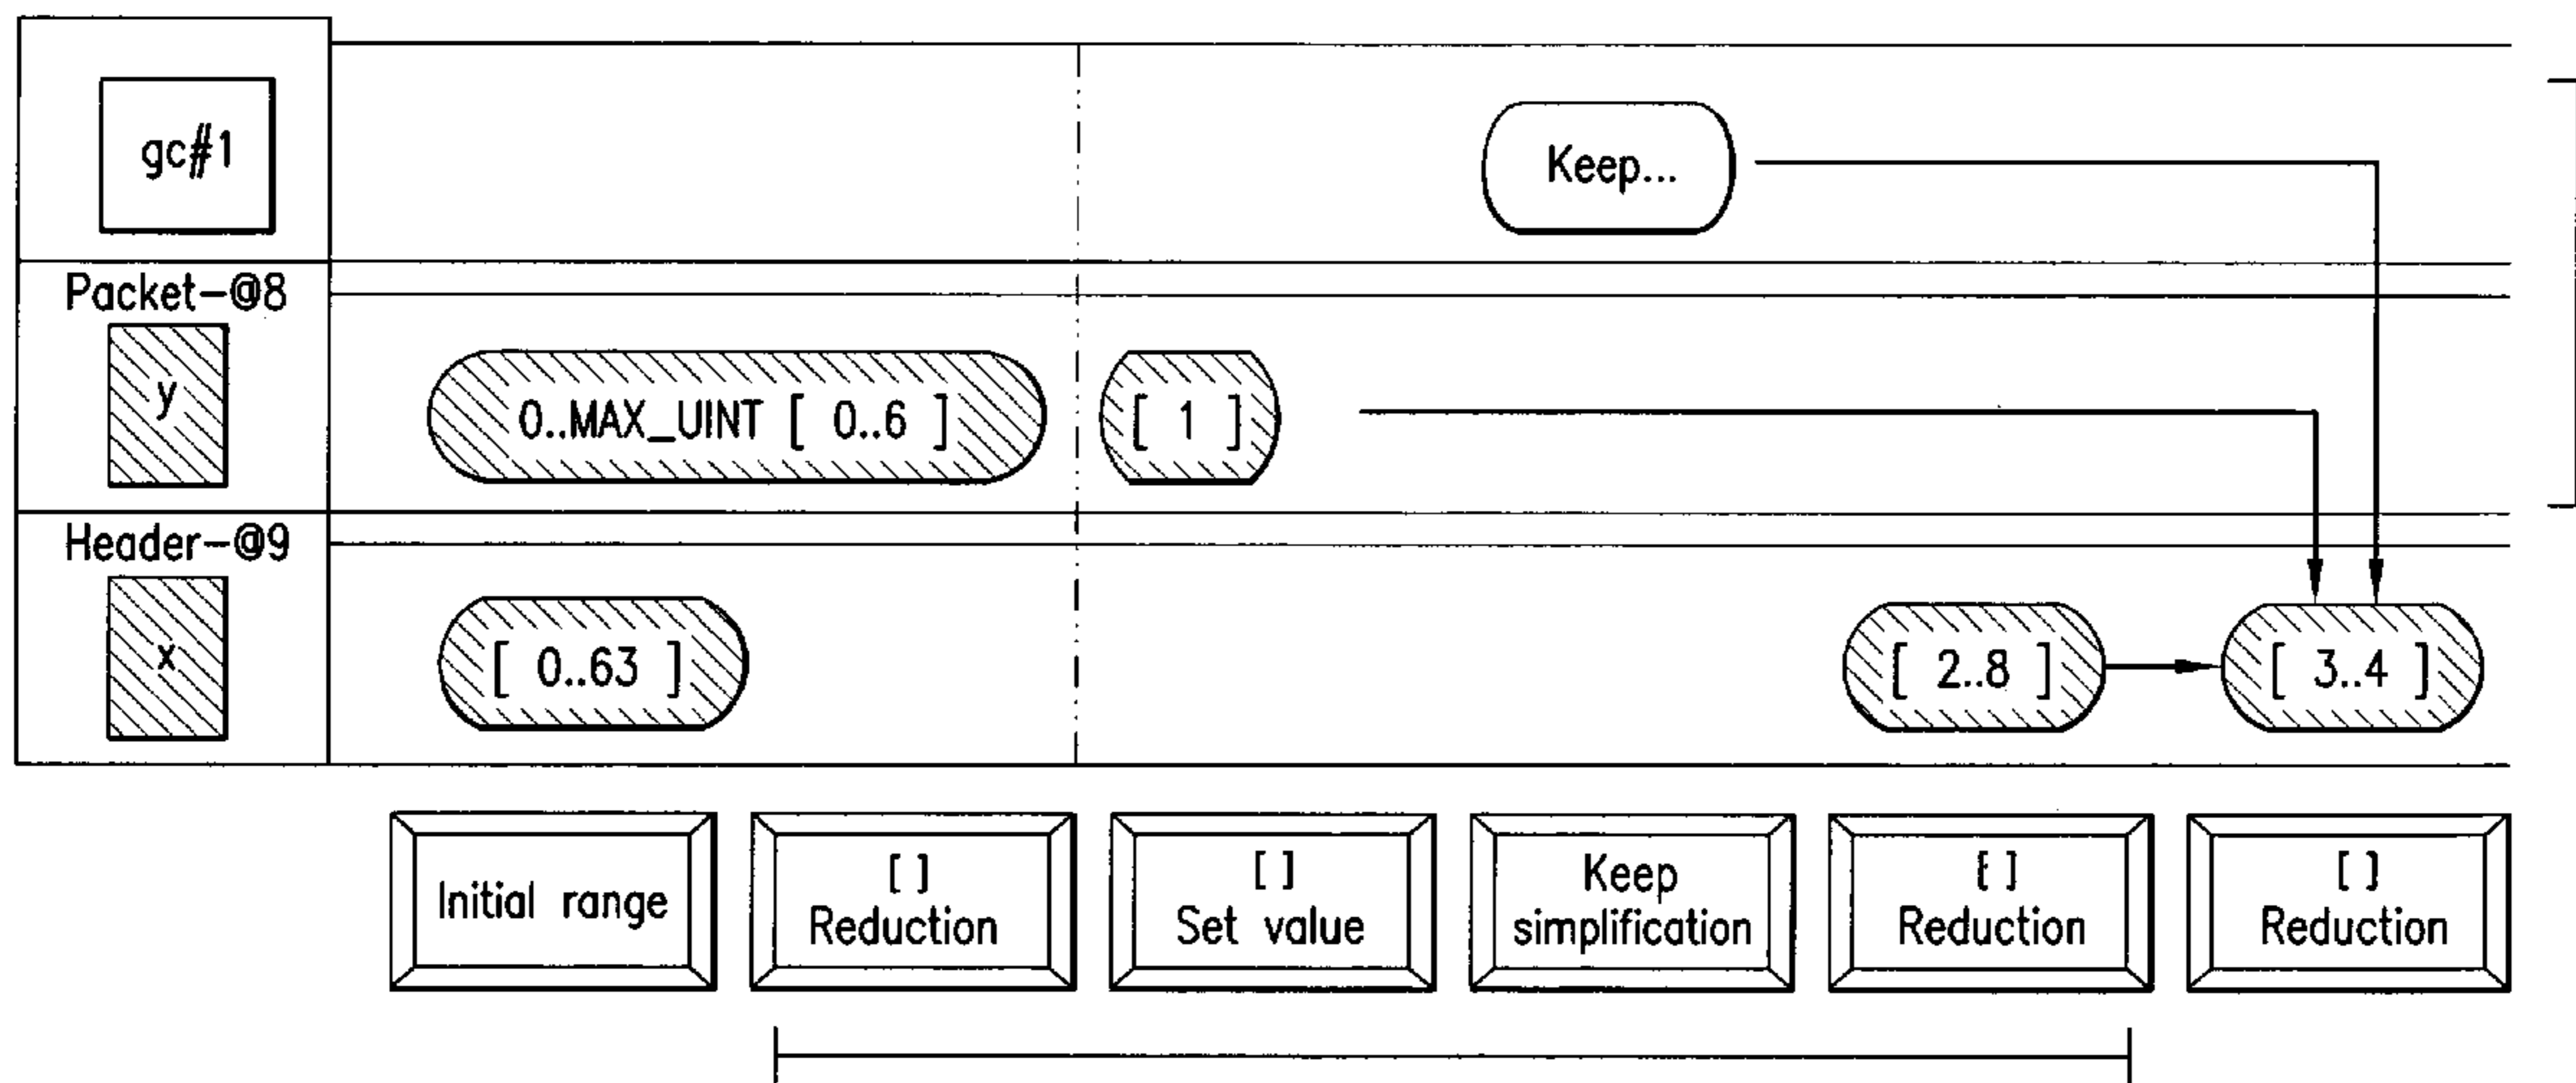 gc#1
Keep...
Packet-@8
y
0..MAX_UINT [ 0..6 ]
[ 1 ]
Header-@9
x
[ 0..63 ]
[ 2..8 ]
[ 3..4 ]
Initial range
[ ]
Reduction
[ ]
Set value
Keep
simplification
[ ]
Reduction
[ ]
Reduction